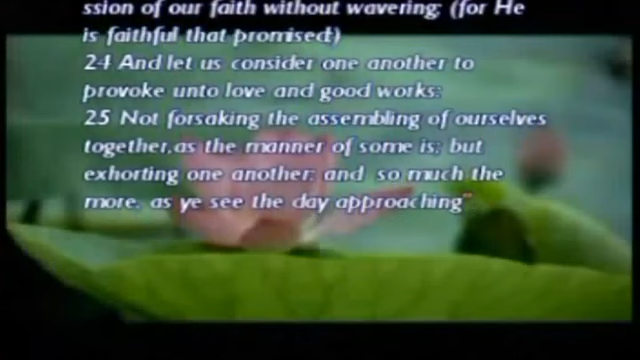 ssion of our faith without wavering; (for He
is faithful that promised;)
24 And let us consider one another to
provoke unto love and good works:
25 Not forsaking the assembling of ourselves
together, as the manner of some is; but
exhorting one another: and so much the
more, as ye see the day approaching"